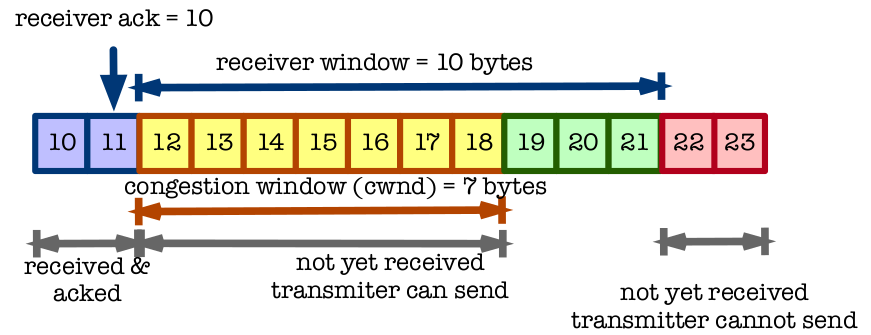 receiver ack = 10
receiver window = 10 bytes
10 11 12 13 14 15 16 17 18 19 20 21 22 23
congestion window (cwnd) = 7 bytes
received &
acked
not yet received
transmiter can send
not yet received
transmitter cannot send